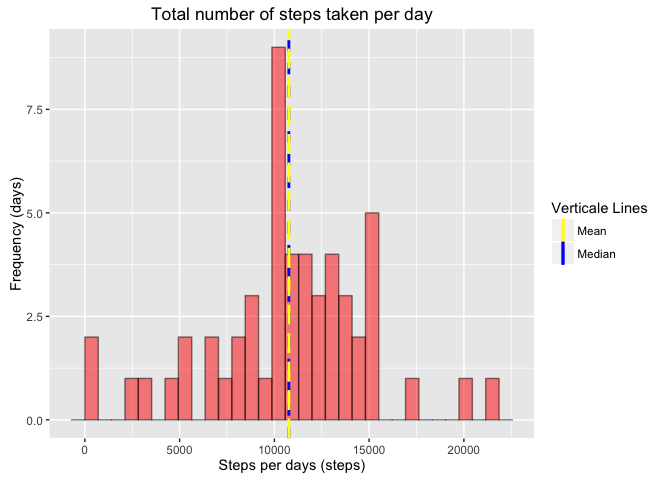 Total number of steps taken per day
Frequency (days)
7.5
5.0
2.5
0.0
0
5000
10000
15000
20000
Steps per days (steps)
Verticale Lines
Mean
Median